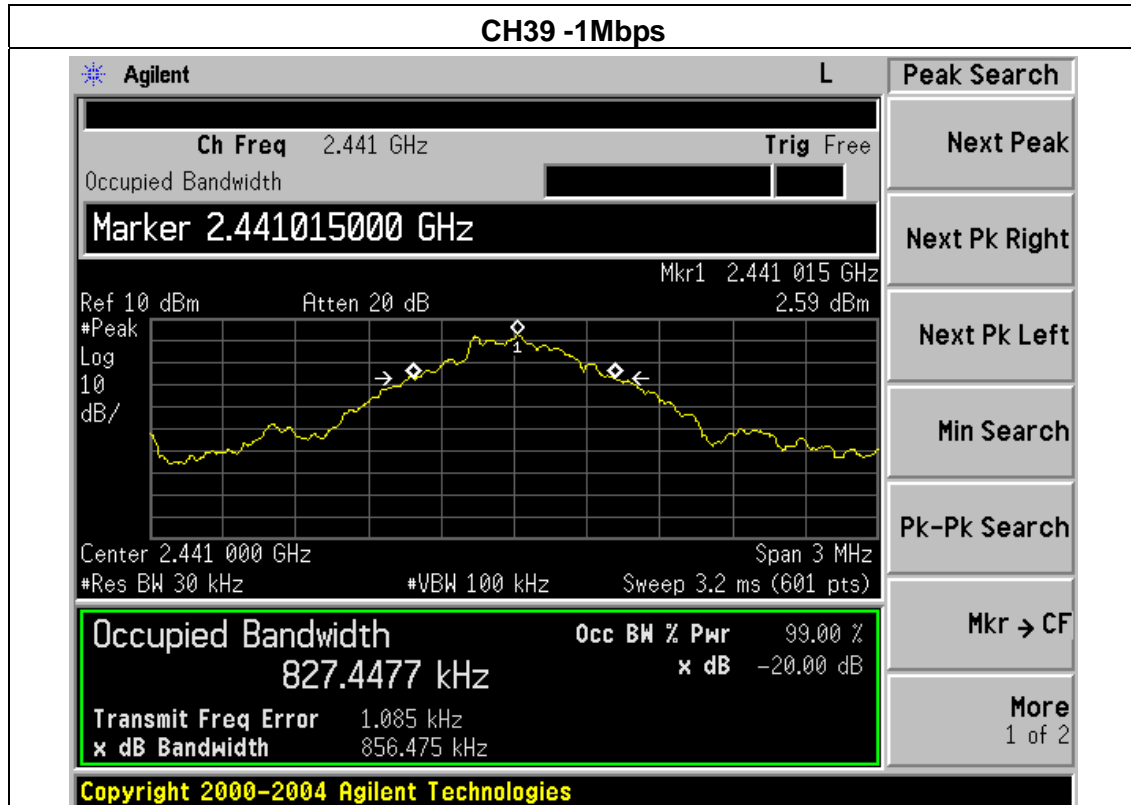 CH39 -1Mbps
Agilent L Peak Search
Ch Freq 2.441 GHz Trig Free
Occupied Bandwidth
Marker 2.441015000 GHz
Mkr1 2.441 015 GHz
Ref 10 dBm Atten 20 dB 2.59 dBm
#Peak
Log
10
dB/
1
Center 2.441 000 GHz Span 3 MHz
#Res BW 30 kHz #VBW 100 kHz Sweep 3.2 ms (601 pts)
Occupied Bandwidth Occ BW % Pwr 99.00 %
827.4477 kHz x dB -20.00 dB
Transmit Freq Error 1.085 kHz
x dB Bandwidth 856.475 kHz
Copyright 2000-2004 Agilent Technologies
Next Peak
Next Pk Right
Next Pk Left
Min Search
Pk-Pk Search
Mkr → CF
More
1 of 2